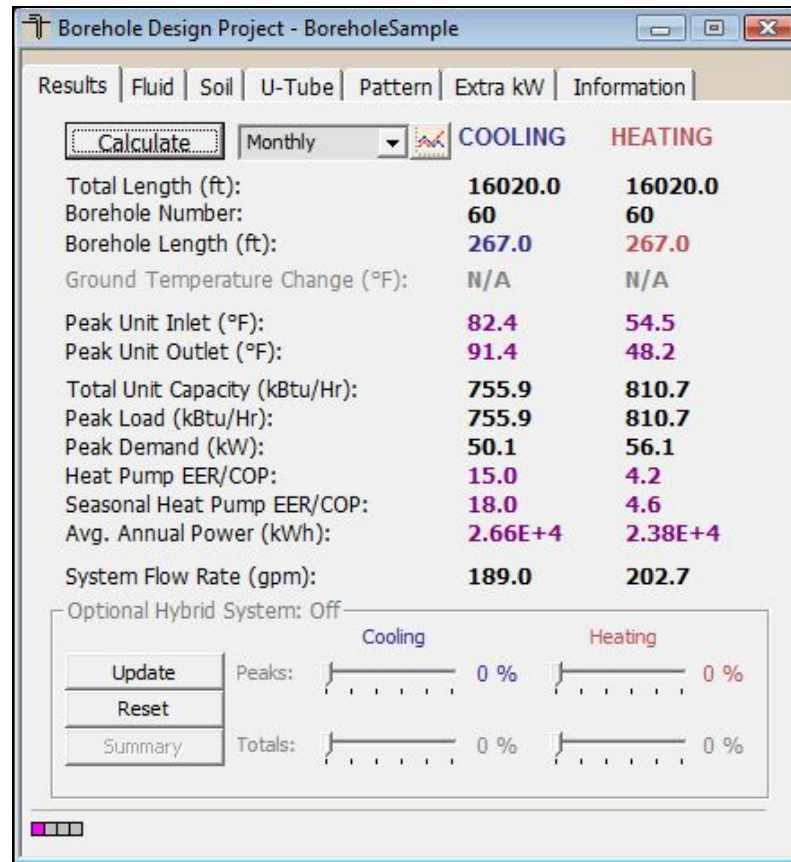 Borehole Design Project - BoreholeSample
Results Fluid Soil U-Tube Pattern Extra kW Information
Calculate Monthly COOLING HEATING
Total Length (ft): 16020.0 16020.0
Borehole Number: 60 60
Borehole Length (ft): 267.0 267.0
Ground Temperature Change (°F): N/A N/A
Peak Unit Inlet (°F): 82.4 54.5
Peak Unit Outlet (°F): 91.4 48.2
Total Unit Capacity (kBtu/Hr): 755.9 810.7
Peak Load (kBtu/Hr): 755.9 810.7
Peak Demand (kW): 50.1 56.1
Heat Pump EER/COP: 15.0 4.2
Seasonal Heat Pump EER/COP: 18.0 4.6
Avg. Annual Power (kWh): 2.66E+4 2.38E+4
System Flow Rate (gpm): 189.0 202.7
Optional Hybrid System: Off
Cooling Heating
Update Peaks: 0 % 0 %
Reset
Summary Totals: 0 % 0 %